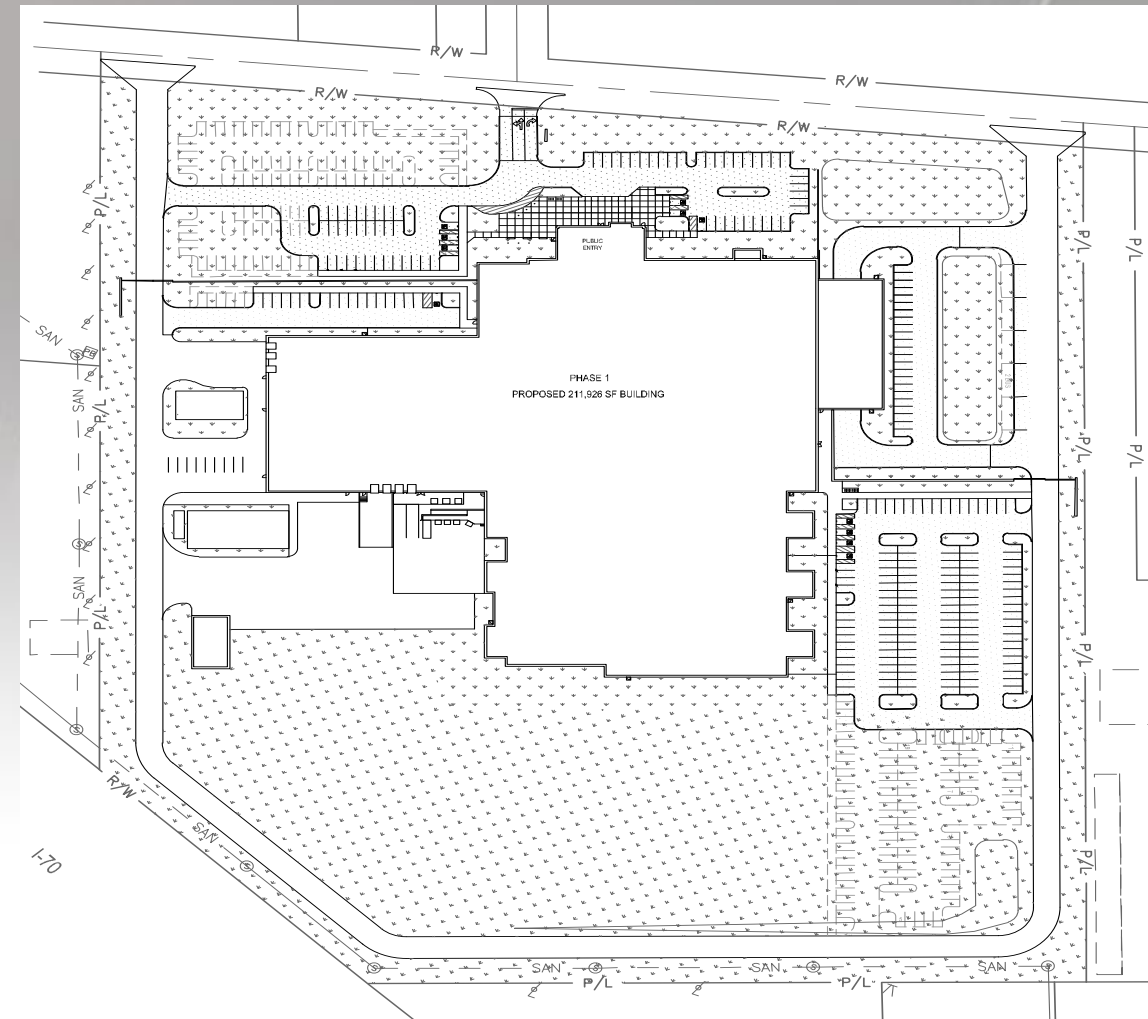 R/W
R/W
R/W
R/W
P/L
P/L
P/L
P/L
PUBLIC
ENTRY
SAN
PHASE 1
PROPOSED 211,926 SF BUILDING
SAN
P/L
P/L
P/L
SAN
P/L
P/L
R/W
SAN
I-70
P/L
SAN
SAN
SAN
P/L
P/L